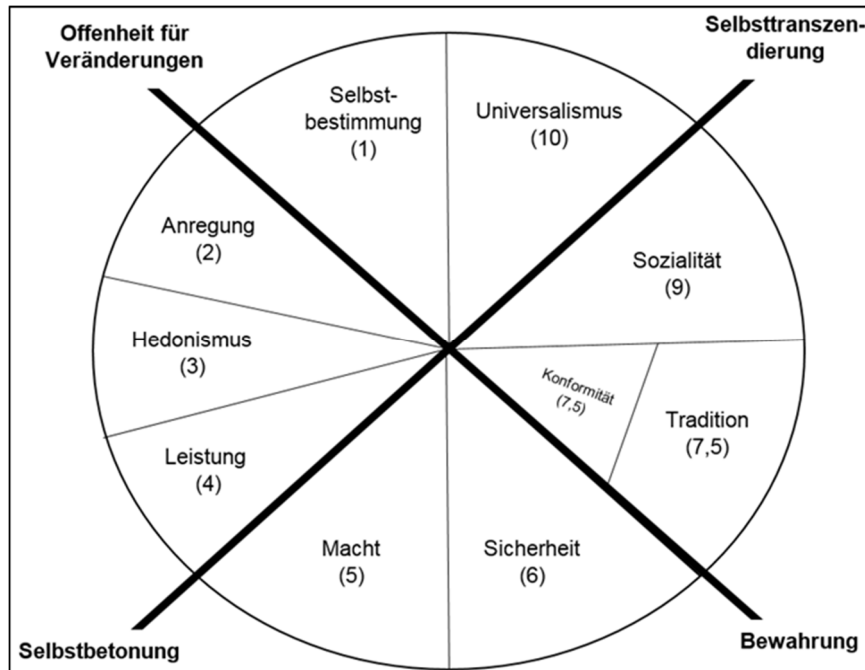 Offenheit für
Veränderungen
Selbsttranszen-
dierung
Selbst-
bestimmung
(1)
Universalismus
(10)
Anregung
(2)
Sozialität
(9)
Hedonismus
(3)
Konformität
(7,5)
Tradition
(7,5)
Leistung
(4)
Macht
(5)
Sicherheit
(6)
Selbstbetonung
Bewahrung